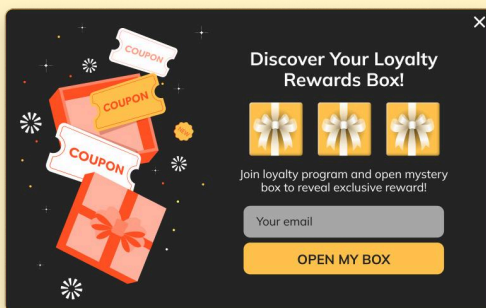 COUPON
COUPON
COUPON
Discover Your Loyalty
Rewards Box!
Join loyalty program and open mystery
box to reveal exclusive reward!
Your email
OPEN MY BOX